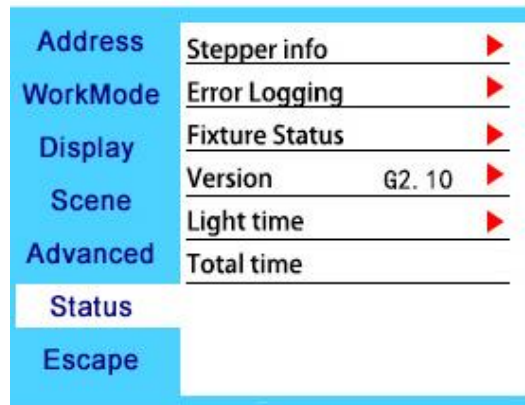 Address
WorkMode
Display
Scene
Advanced
Status
Escape
Stepper info
Error Logging
Fixture Status
Version G2. 10
Light time
Total time